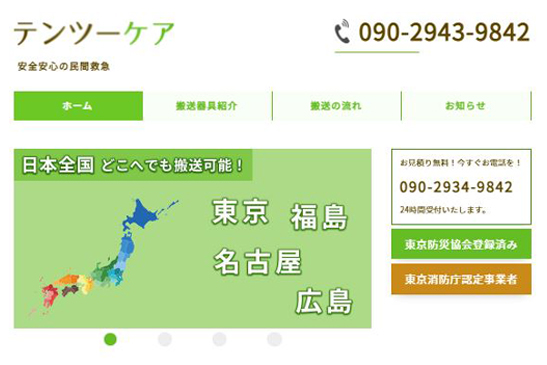 テンツーケア
090-2943-9842
安全安心の民間救急
ホーム
搬送器具紹介
搬送の流れ
お知らせ
日本全国 どこへでも搬送可能！
東京 福島
名古屋
広島
お見積り無料！今すぐお電話を！
090-2934-9842
24時間受付いたします。
東京防災協会登録済み
東京消防庁認定事業者